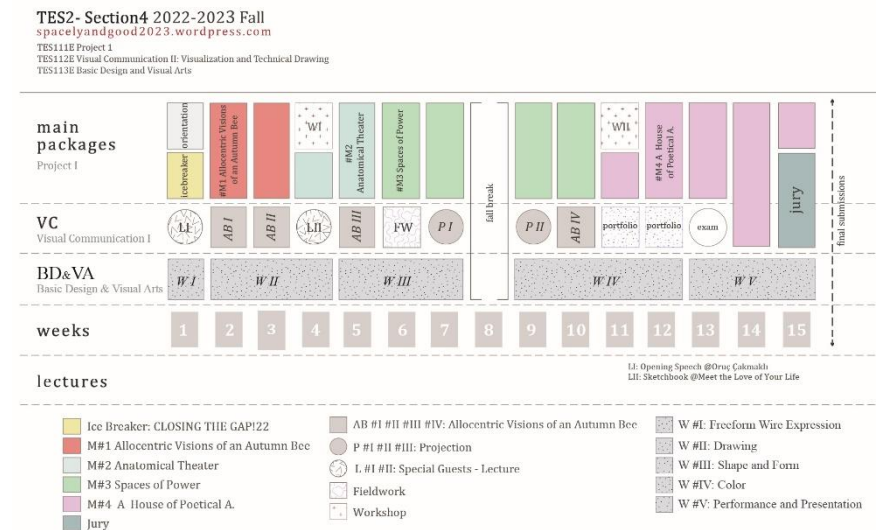 TES2- Section4 2022-2023 Fall
spacelyandgood2023.wordpress.com
TES111E Project 1
TES112E Visual Communication II: Visualization and Technical Drawing
TES113E Basic Design and Visual Arts
main
packages
Project I
orientation
icebreaker
#M1 Allocentric Visions
of an Autumn Bee
WI
#M2
Anatomical Theater
#M3 Spaces of Power
fall break
WII
#M4 A House
of Poetical A.
jury
final submissions
VC
Visual Communication I
LI
AB I
AB II
LII
AB III
FW
P I
P II
AB IV
portfolio
portfolio
exam
BD&VA
Basic Design & Visual Arts
W I
W II
W III
W IV
W V
weeks
1 2 3 4 5 6 7 8 9 10 11 12 13 14 15
lectures
LI: Opening Speech @Oruç Çakmaklı
LII: Sketchbook @Meet the Love of Your Life
Ice Breaker: CLOSING THE GAP!22
M#1 Allocentric Visions of an Autumn Bee
M#2 Anatomical Theater
M#3 Spaces of Power
M#4 A House of Poetical A.
Jury
AB #I #II #III #IV: Allocentric Visions of an Autumn Bee
P #I #II #III: Projection
L #I #II: Special Guests - Lecture
Fieldwork
Workshop
W #I: Freeform Wire Expression
W #II: Drawing
W #III: Shape and Form
W #IV: Color
W #V: Performance and Presentation